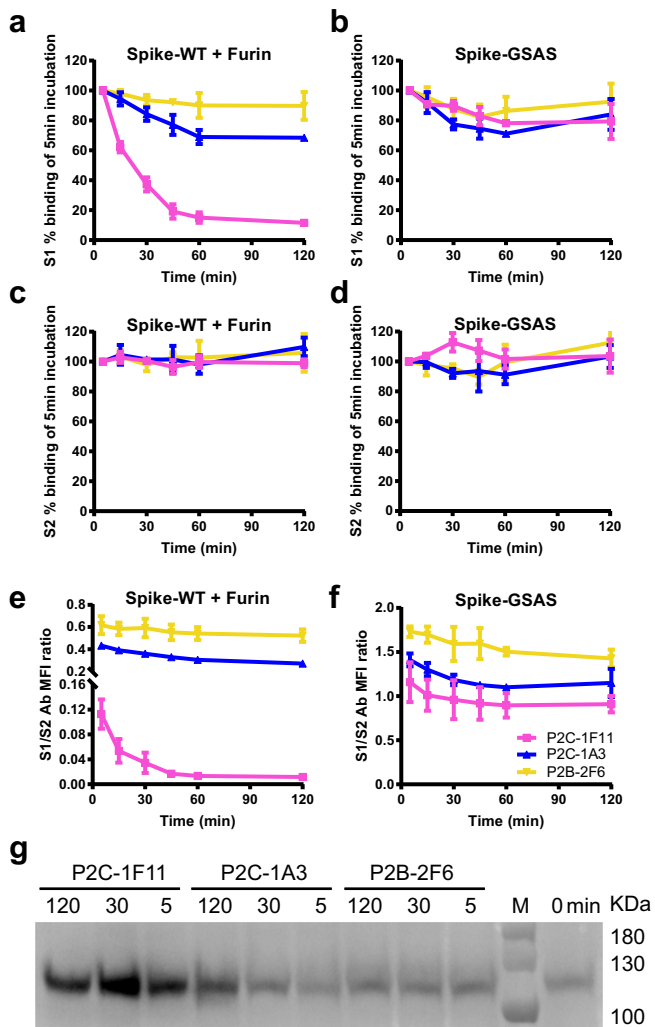 a
Spike-WT + Furin
S1 % binding of 5min incubation
120
100
80
60
40
20
0
0 30 60 90 120
Time (min)
b
Spike-GSAS
S1 % binding of 5min incubation
120
100
80
60
40
20
0
0 30 60 90 120
Time (min)
c
Spike-WT + Furin
S2 % binding of 5min incubation
120
100
80
60
40
20
0
0 30 60 90 120
Time (min)
d
Spike-GSAS
S2 % binding of 5min incubation
120
100
80
60
40
20
0
0 30 60 90 120
Time (min)
e
Spike-WT + Furin
S1/S2 Ab MFI ratio
0.8
0.6
0.4
0.2
0.16
0.12
0.08
0.04
0.00
0 30 60 90 120
Time (min)
f
Spike-GSAS
S1/S2 Ab MFI ratio
2.0
1.5
1.0
0.5
0.0
P2C-1F11
P2C-1A3
P2B-2F6
0 30 60 90 120
Time (min)
g
P2C-1F11 P2C-1A3 P2B-2F6
120 30 5 120 30 5 120 30 5 M 0 min KDa
180
130
100